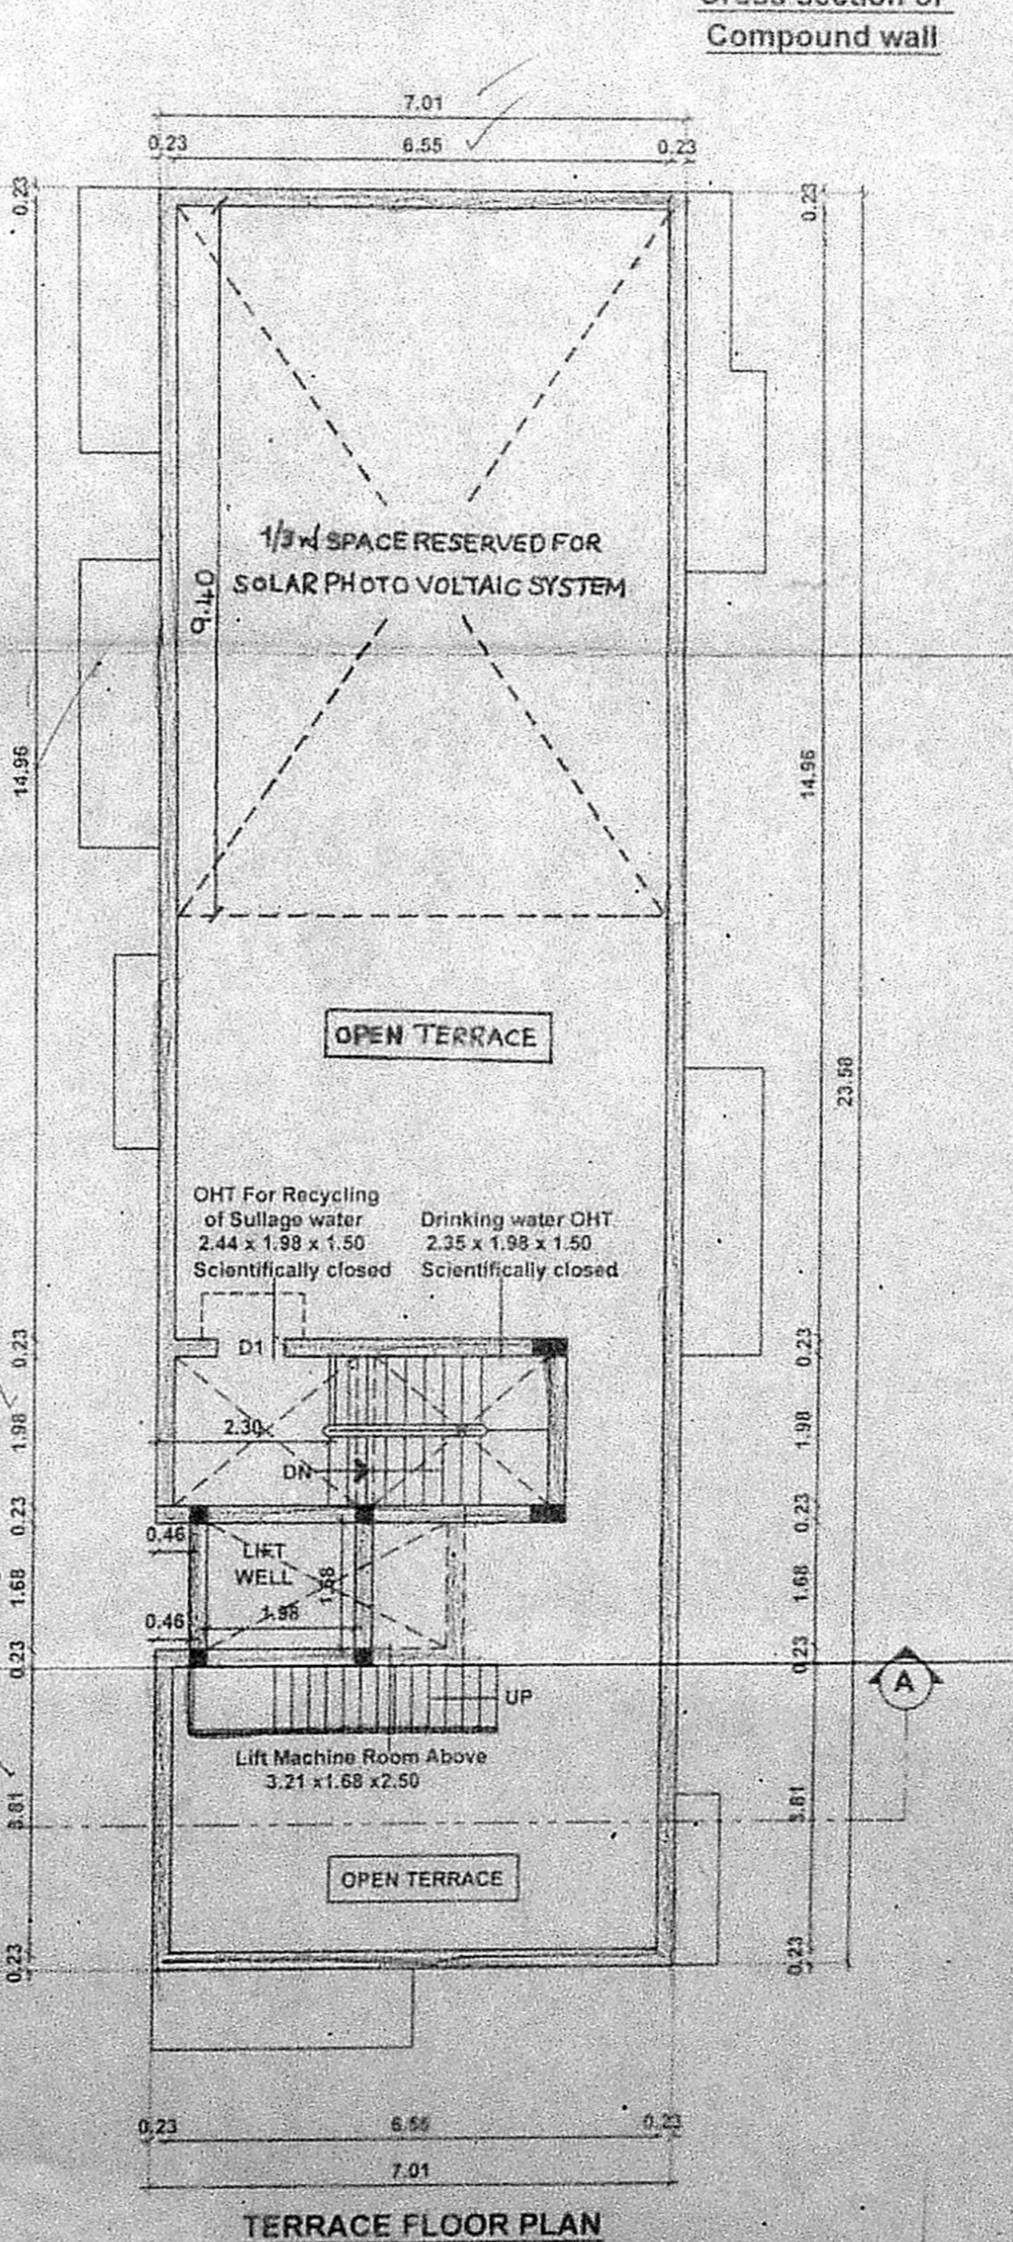 Cross section of
Compound wall
7.01
0.23 6.55 0.23
0.23
0.23
1/3rd SPACE RESERVED FOR
SOLAR PHOTO VOLTAIC SYSTEM
9.40
14.96
14.96
OPEN TERRACE
23.58
OHT For Recycling
of Sullage water
2.44 x 1.98 x 1.50
Scientifically closed
Drinking water OHT
2.35 x 1.98 x 1.50
Scientifically closed
0.23
D1
0.23
1.98
2.30
1.98
DN
0.23
0.23
0.46
LIFT
WELL
1.68
1.68
1.68
1.98
0.46
0.23
0.23
A
UP
Lift Machine Room Above
3.21 x1.68 x2.50
3.81
3.81
OPEN TERRACE
0.23
0.23
0.23 6.55 0.23
7.01
TERRACE FLOOR PLAN